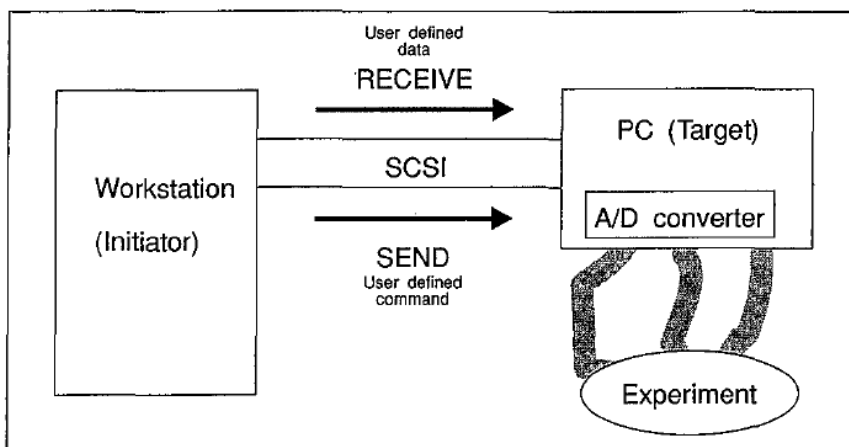 User defined
data
RECEIVE
PC (Target)
SCSI
Workstation
(Initiator)
A/D converter
SEND
User defined
command
Experiment